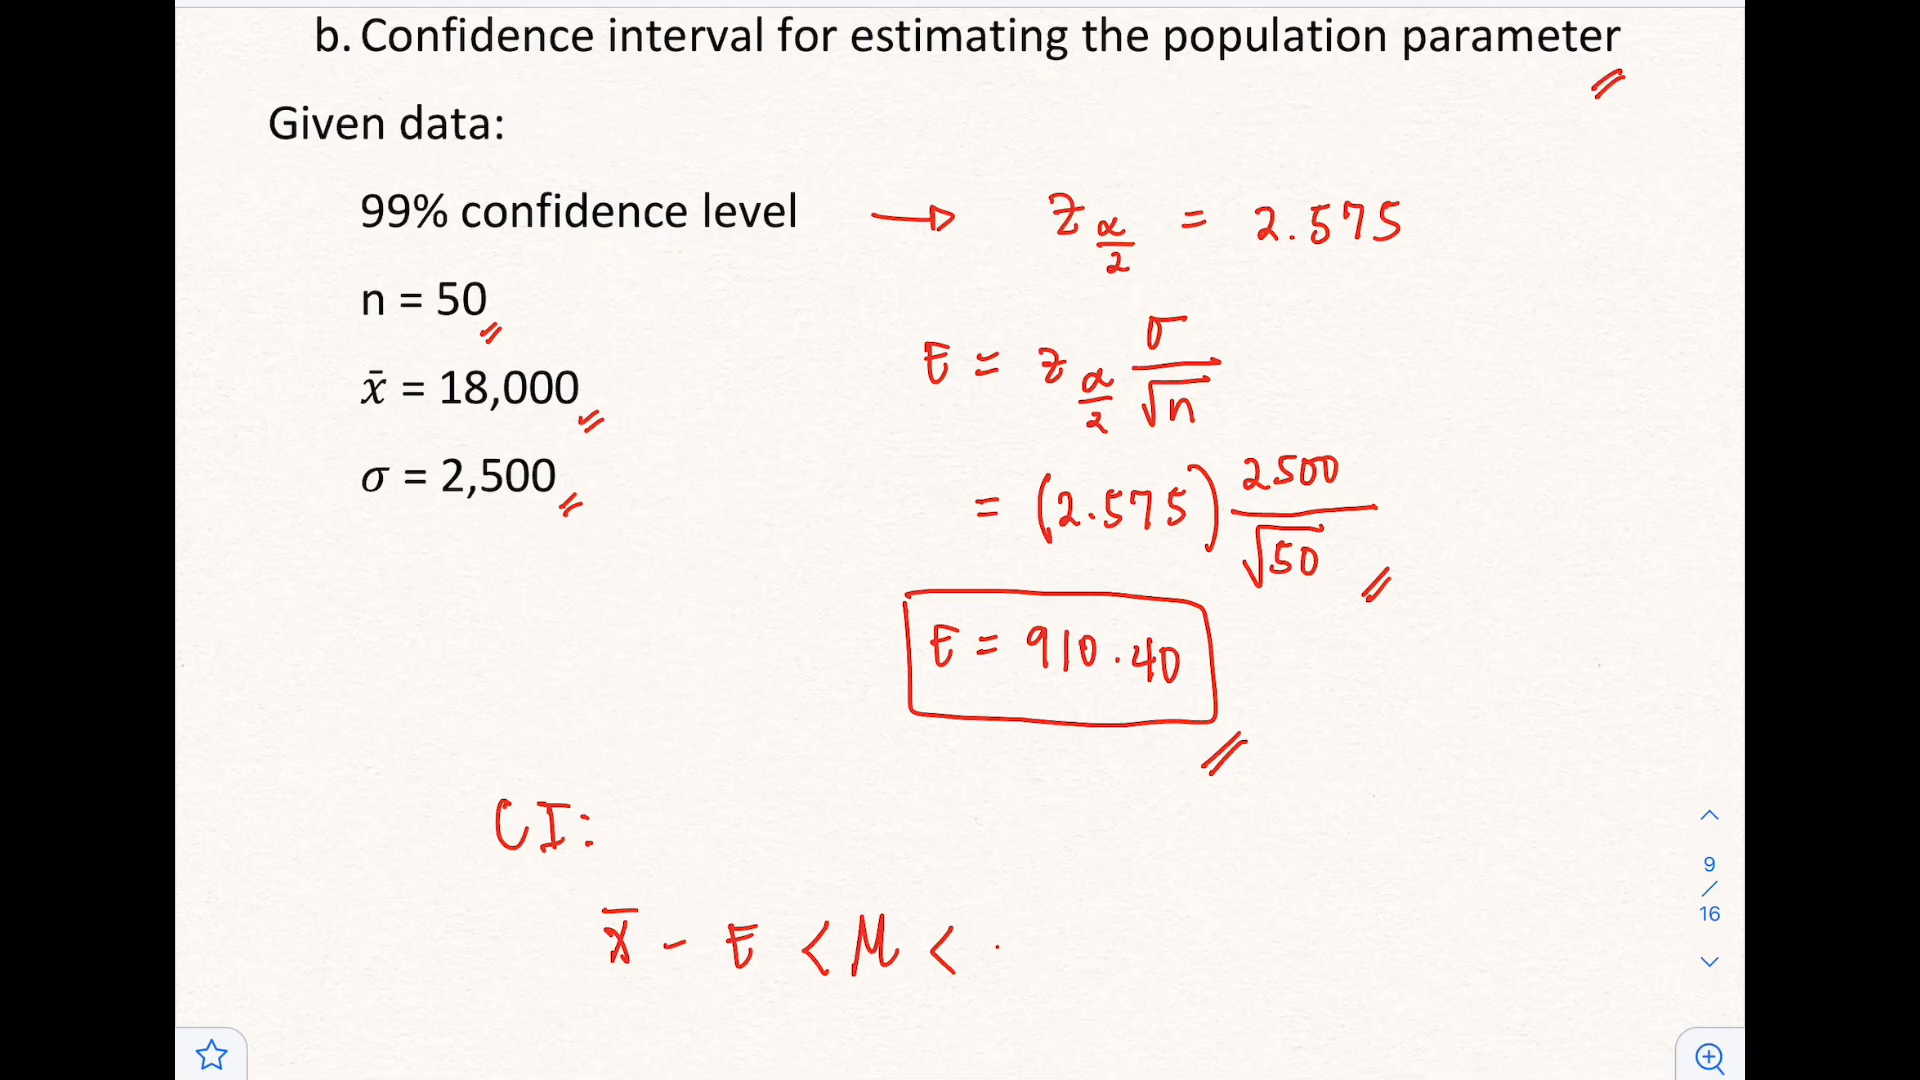 b. Confidence interval for estimating the population parameter
Given data:
99% confidence level → z α/2 = 2.575
n = 50
x̄ = 18,000
σ = 2,500
E = z α/2 σ/√n
= (2.575) 2500/√50
E = 910.40
CI:
x̄ - E < M <
9
/
16